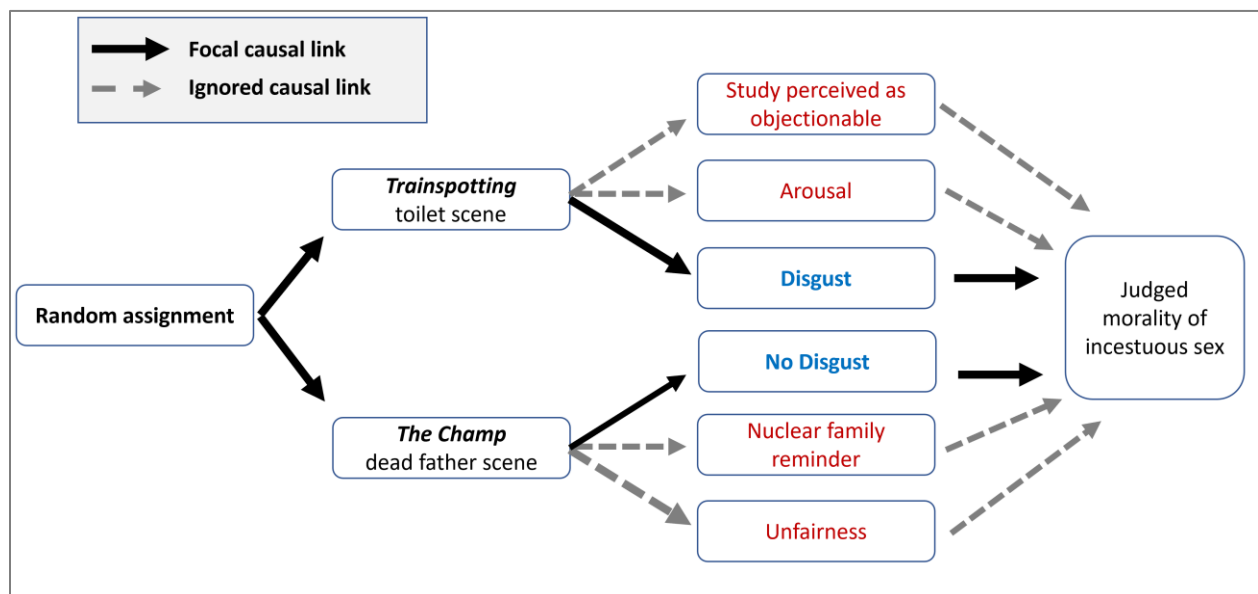 Focal causal link
Ignored causal link
Study perceived as
objectionable
Trainspotting
toilet scene
Arousal
Disgust
Random assignment
Judged
morality of
incestuous sex
No Disgust
The Champ
dead father scene
Nuclear family
reminder
Unfairness